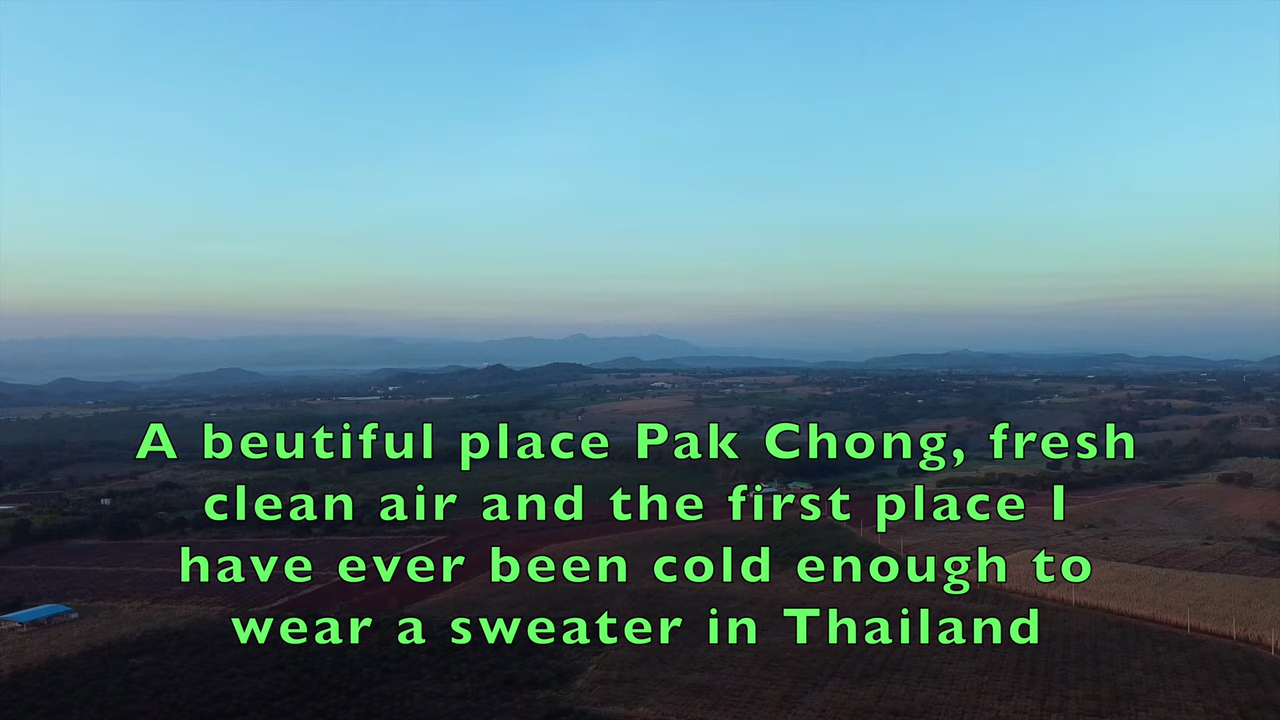 A beutiful place Pak Chong, fresh
clean air and the first place I
have ever been cold enough to
wear a sweater in Thailand